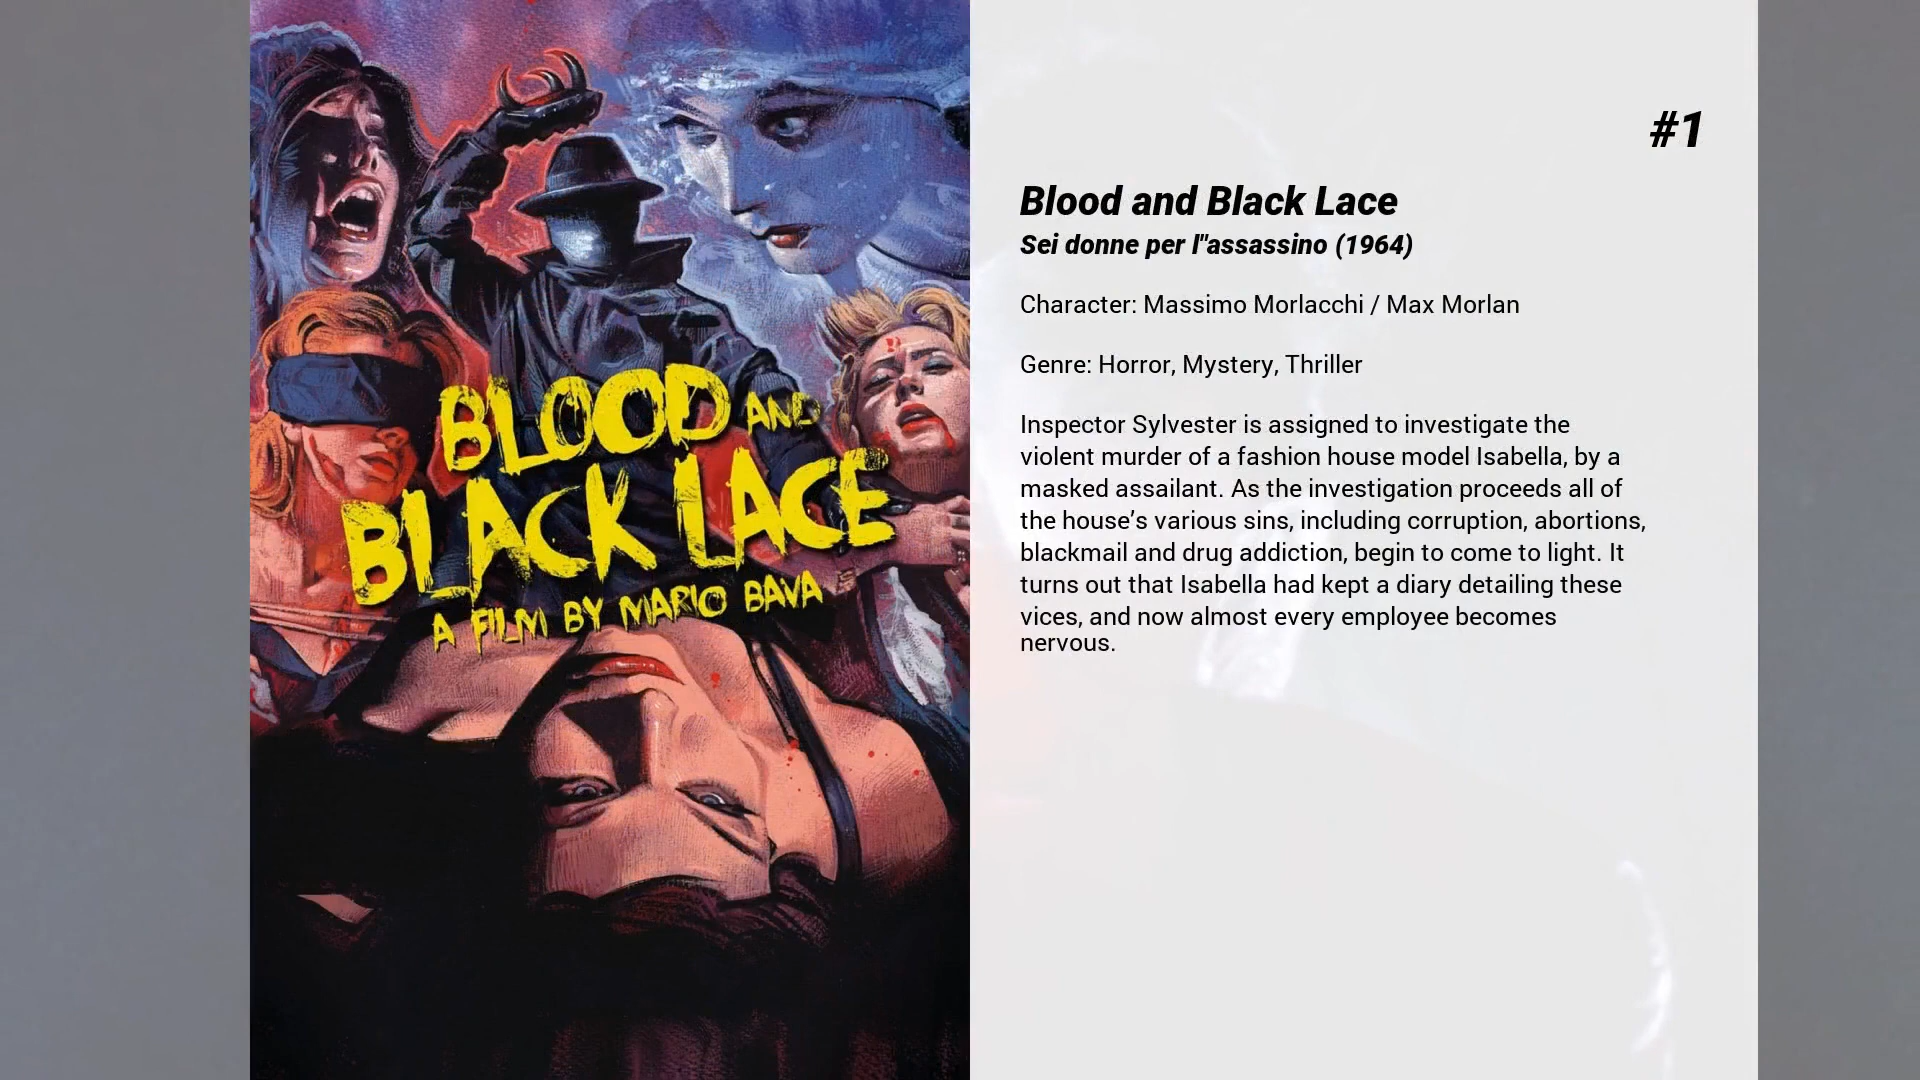 BLOOD AND
BLACK LACE
A FILM BY MARIO BAVA
#1
Blood and Black Lace
Sei donne per l"assassino (1964)
Character: Massimo Morlacchi / Max Morlan
Genre: Horror, Mystery, Thriller
Inspector Sylvester is assigned to investigate the
violent murder of a fashion house model Isabella, by a
masked assailant. As the investigation proceeds all of
the house’s various sins, including corruption, abortions,
blackmail and drug addiction, begin to come to light. It
turns out that Isabella had kept a diary detailing these
vices, and now almost every employee becomes
nervous.